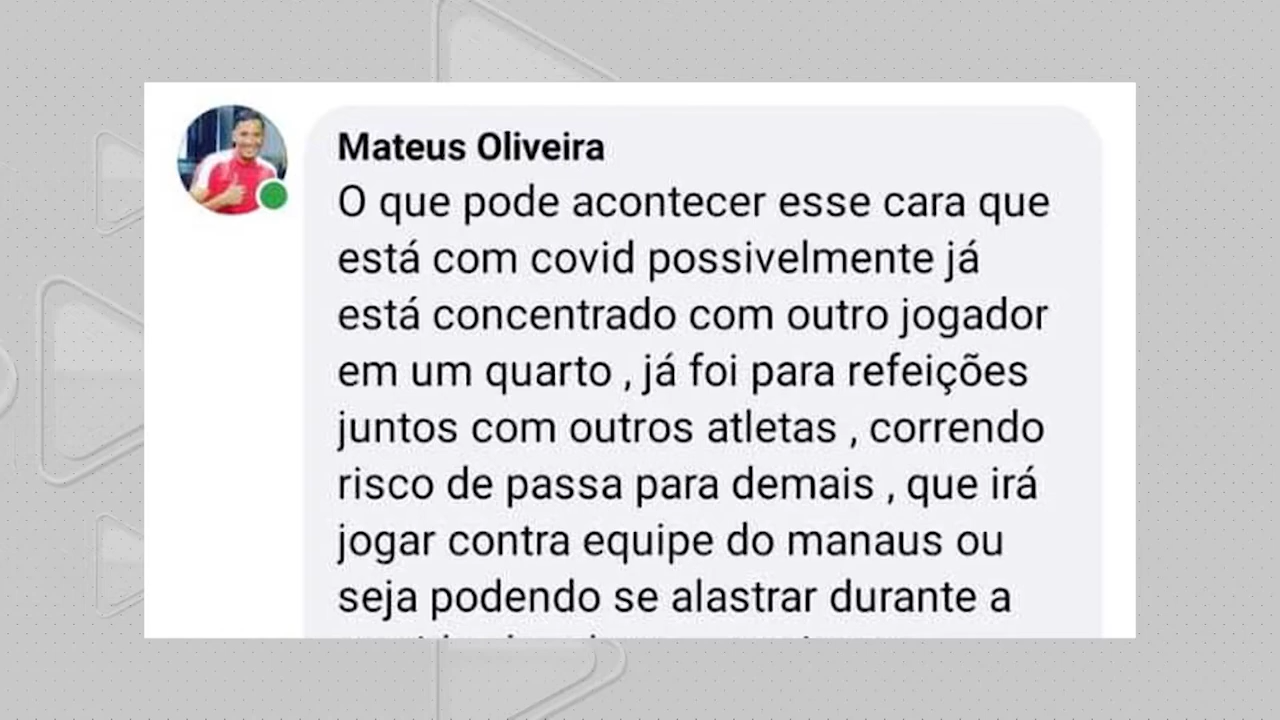 Mateus Oliveira
O que pode acontecer esse cara que
está com covid possivelmente já
está concentrado com outro jogador
em um quarto , já foi para refeições
juntos com outros atletas , correndo
risco de passa para demais , que irá
jogar contra equipe do manaus ou
seja podendo se alastrar durante a